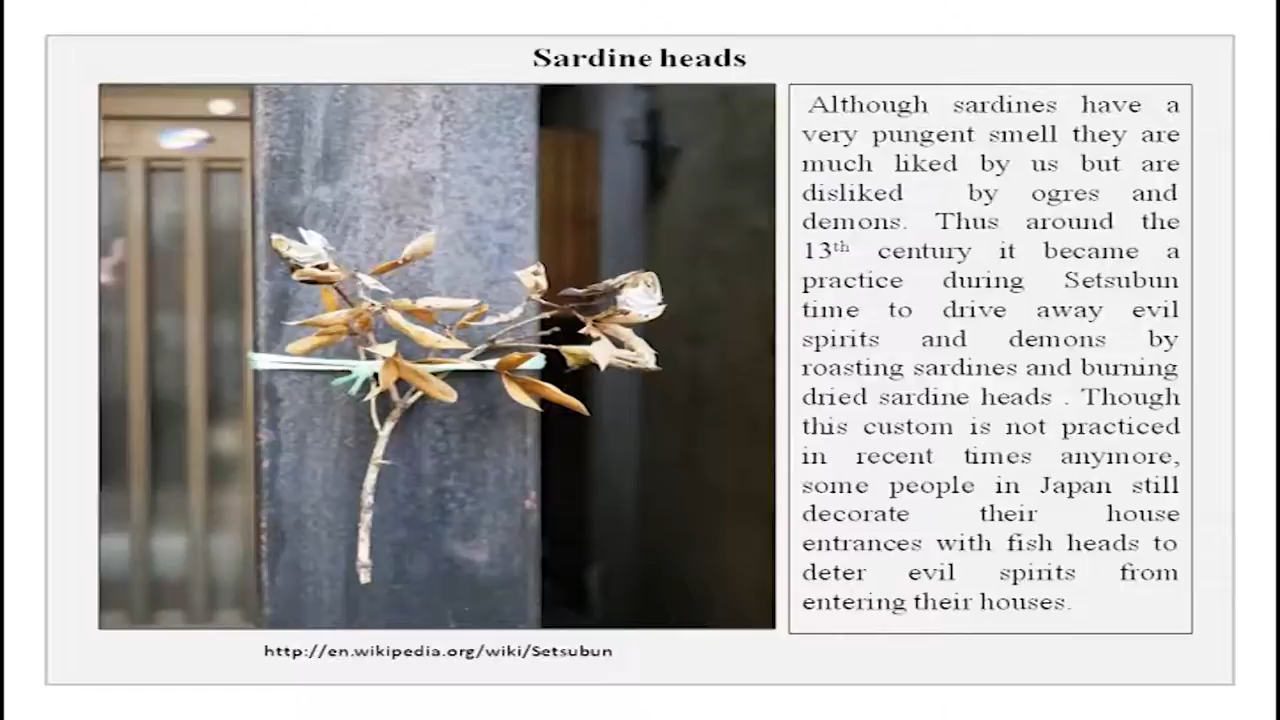 Sardine heads
Although sardines have a
very pungent smell they are
much liked by us but are
disliked by ogres and
demons. Thus around the
13th century it became a
practice during Setsubun
time to drive away evil
spirits and demons by
roasting sardines and burning
dried sardine heads . Though
this custom is not practiced
in recent times anymore,
some people in Japan still
decorate their house
entrances with fish heads to
deter evil spirits from
entering their houses.
http://en.wikipedia.org/wiki/Setsubun